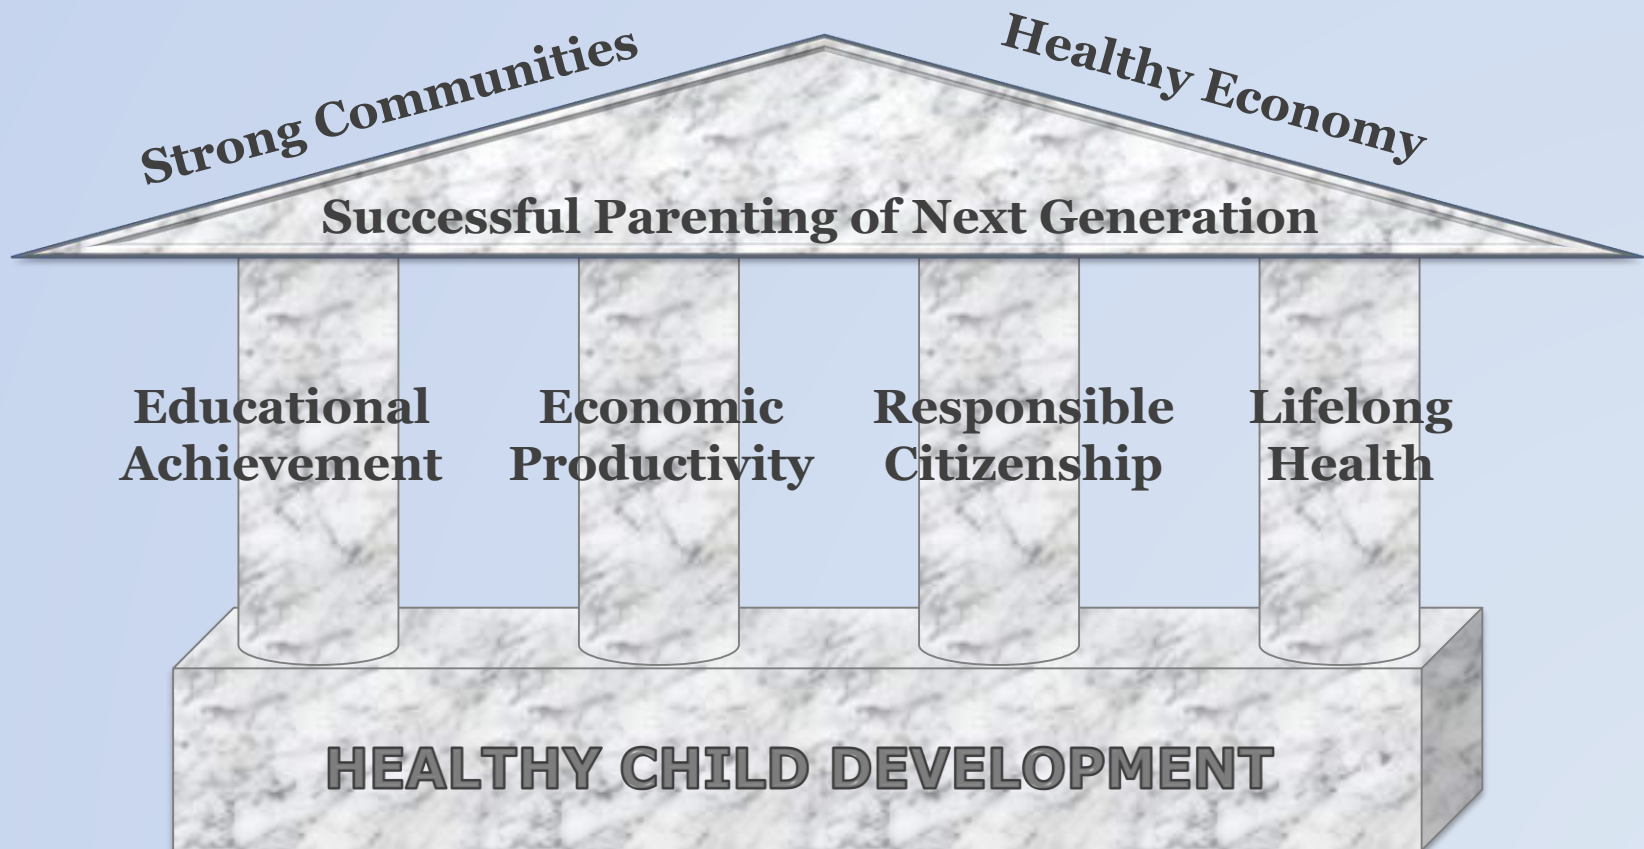 Strong Communities
Healthy Economy
Successful Parenting of Next Generation
Educational
Achievement
Economic
Productivity
Responsible
Citizenship
Lifelong
Health
HEALTHY CHILD DEVELOPMENT